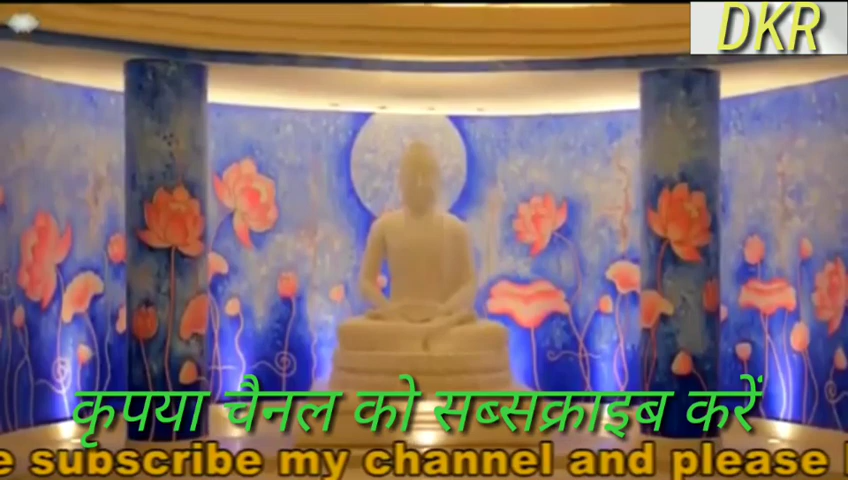 DKR
कृपया चैनल को सब्सक्राइब करें
e subscribe my channel and please